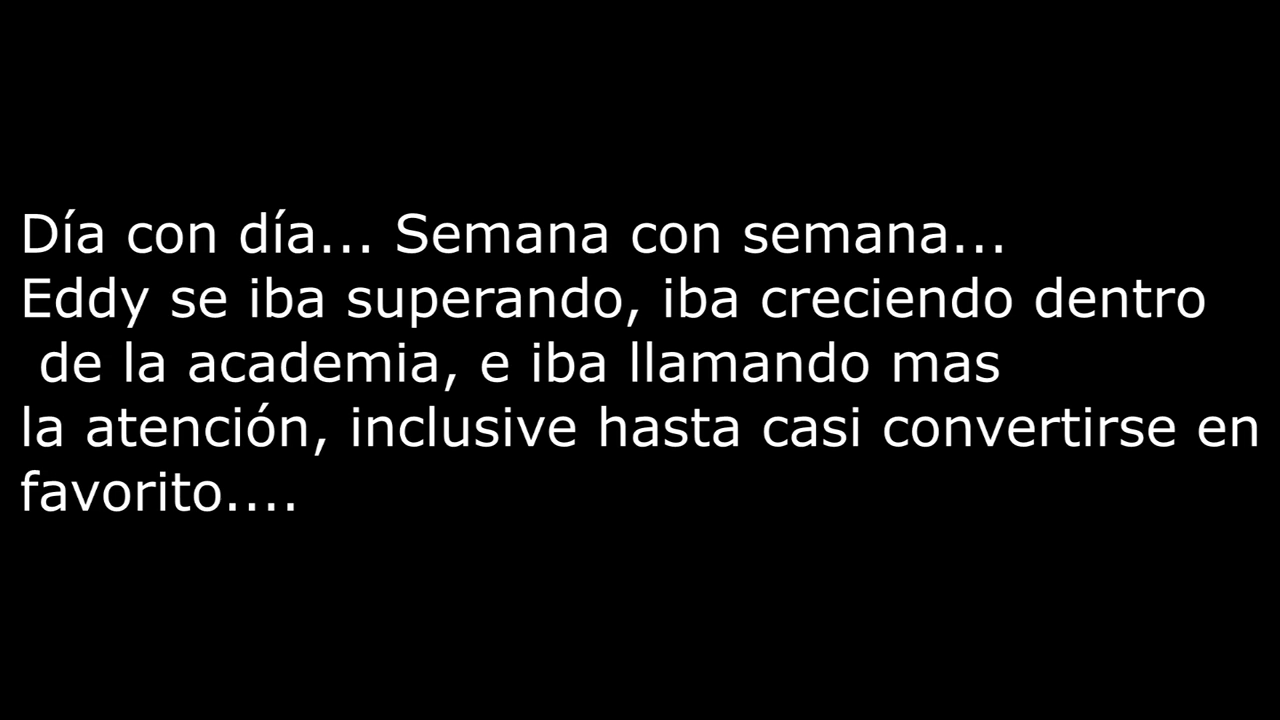 Día con día... Semana con semana...
Eddy se iba superando, iba creciendo dentro
de la academia, e iba llamando mas
la atención, inclusive hasta casi convertirse en
favorito....